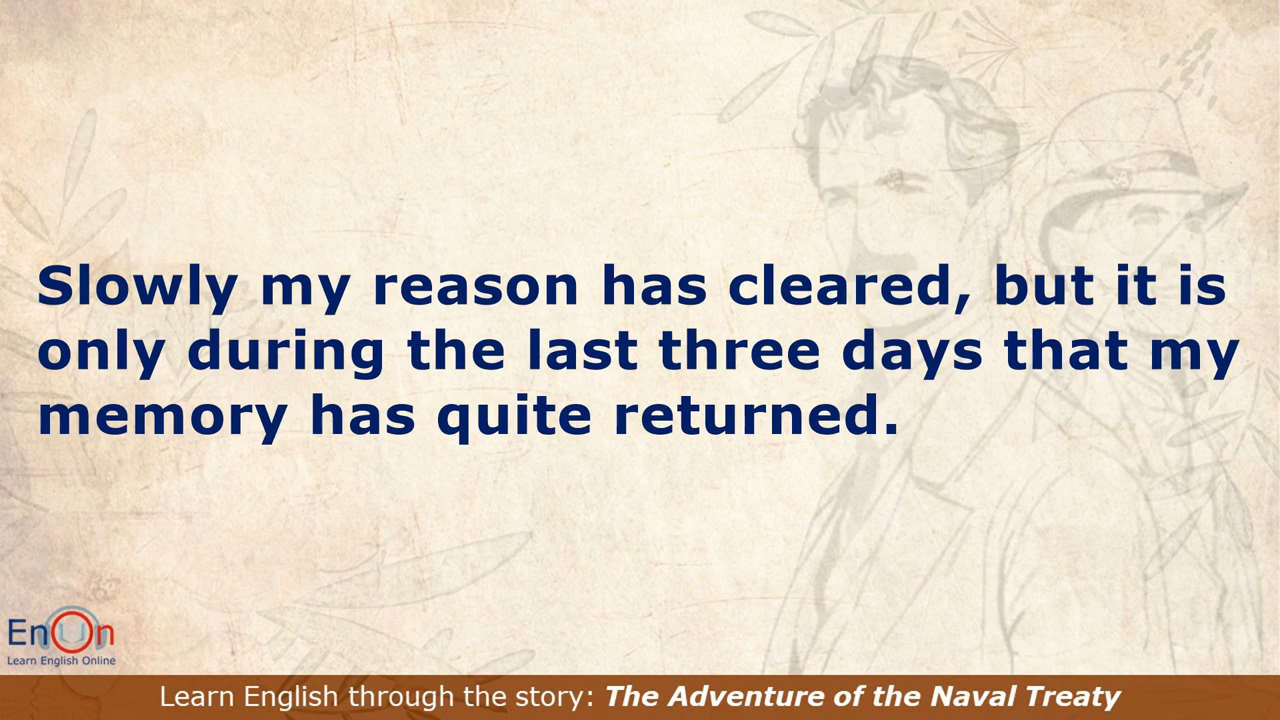 Slowly my reason has cleared, but it is
only during the last three days that my
memory has quite returned.
EnOn
Learn English Online
Learn English through the story: The Adventure of the Naval Treaty